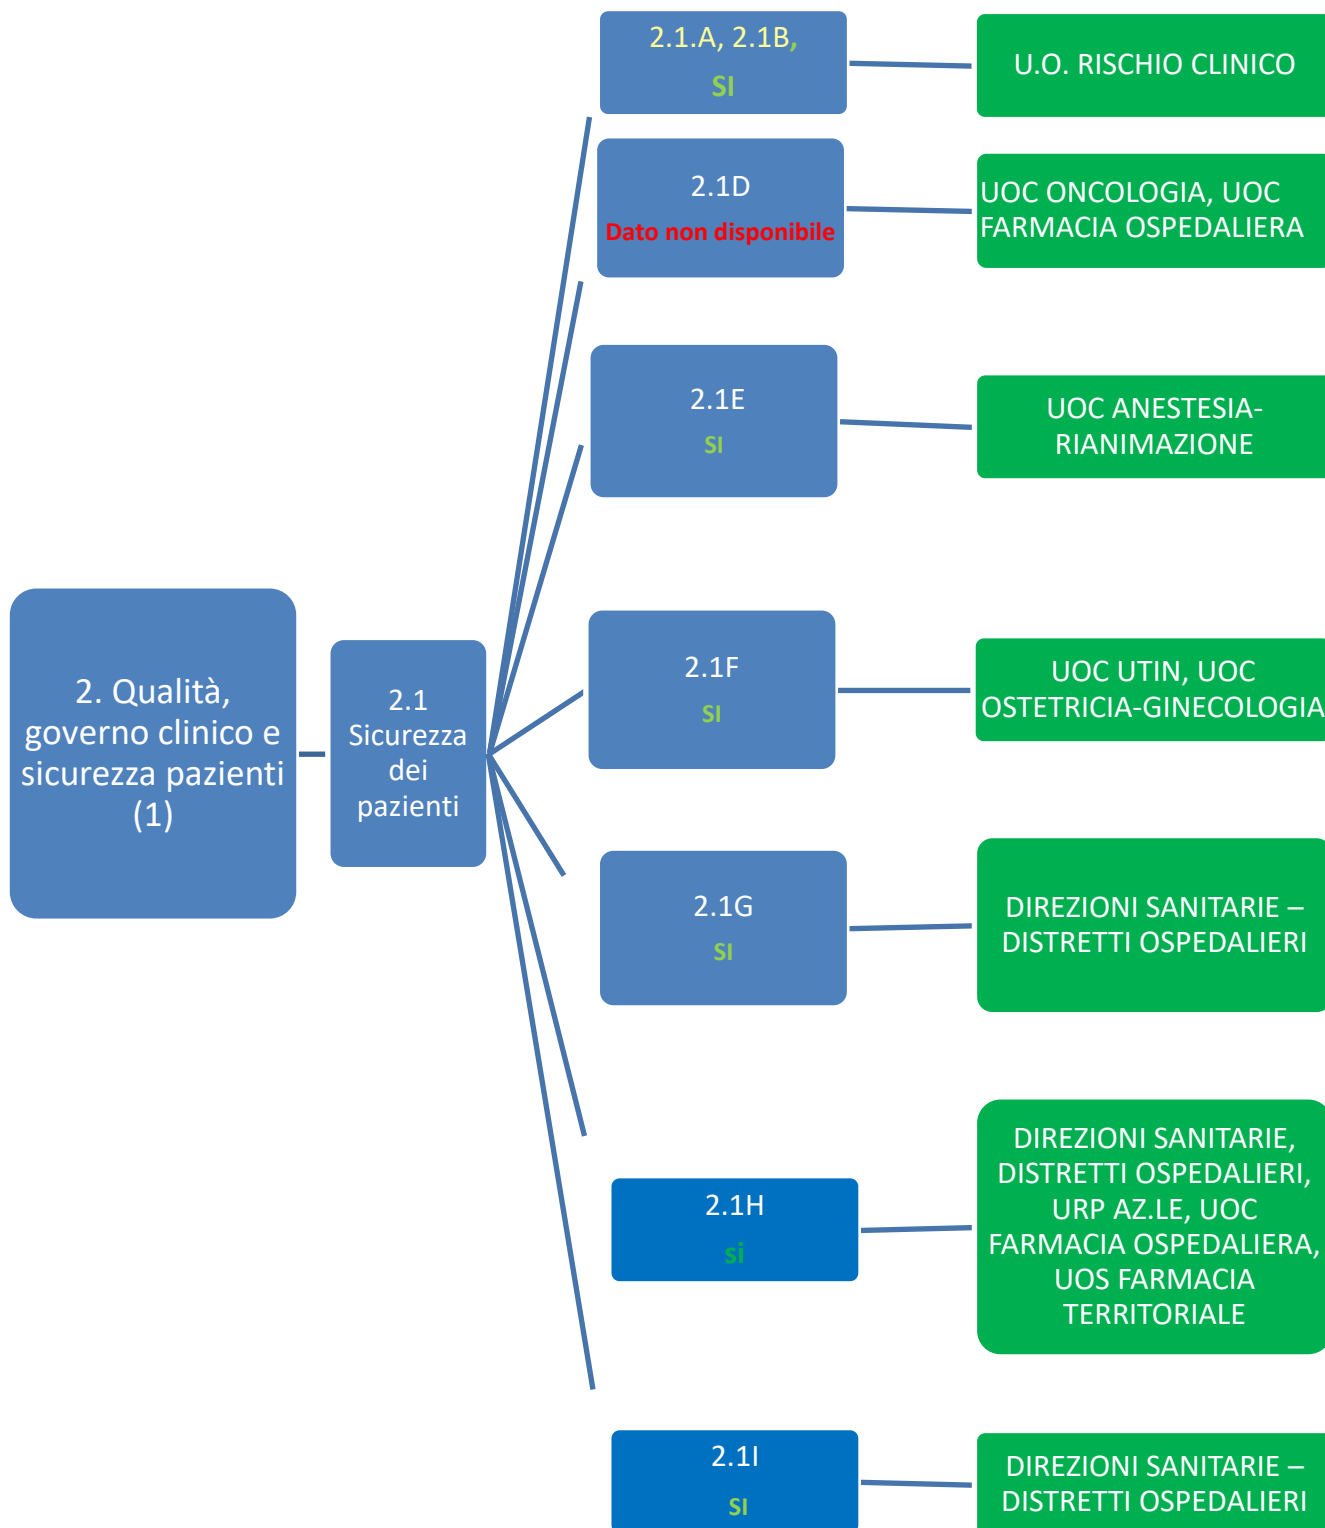 2. Qualità,
governo clinico e
sicurezza pazienti
(1)
2.1
Sicurezza
dei
pazienti
2.1.A, 2.1B,
SI
U.O. RISCHIO CLINICO
2.1D
Dato non disponibile
UOC ONCOLOGIA, UOC
FARMACIA OSPEDALIERA
2.1E
SI
UOC ANESTESIA-
RIANIMAZIONE
2.1F
SI
UOC UTIN, UOC
OSTETRICIA-GINECOLOGIA
2.1G
SI
DIREZIONI SANITARIE –
DISTRETTI OSPEDALIERI
2.1H
si
DIREZIONI SANITARIE,
DISTRETTI OSPEDALIERI,
URP AZ.LE, UOC
FARMACIA OSPEDALIERA,
UOS FARMACIA
TERRITORIALE
2.1I
SI
DIREZIONI SANITARIE –
DISTRETTI OSPEDALIERI